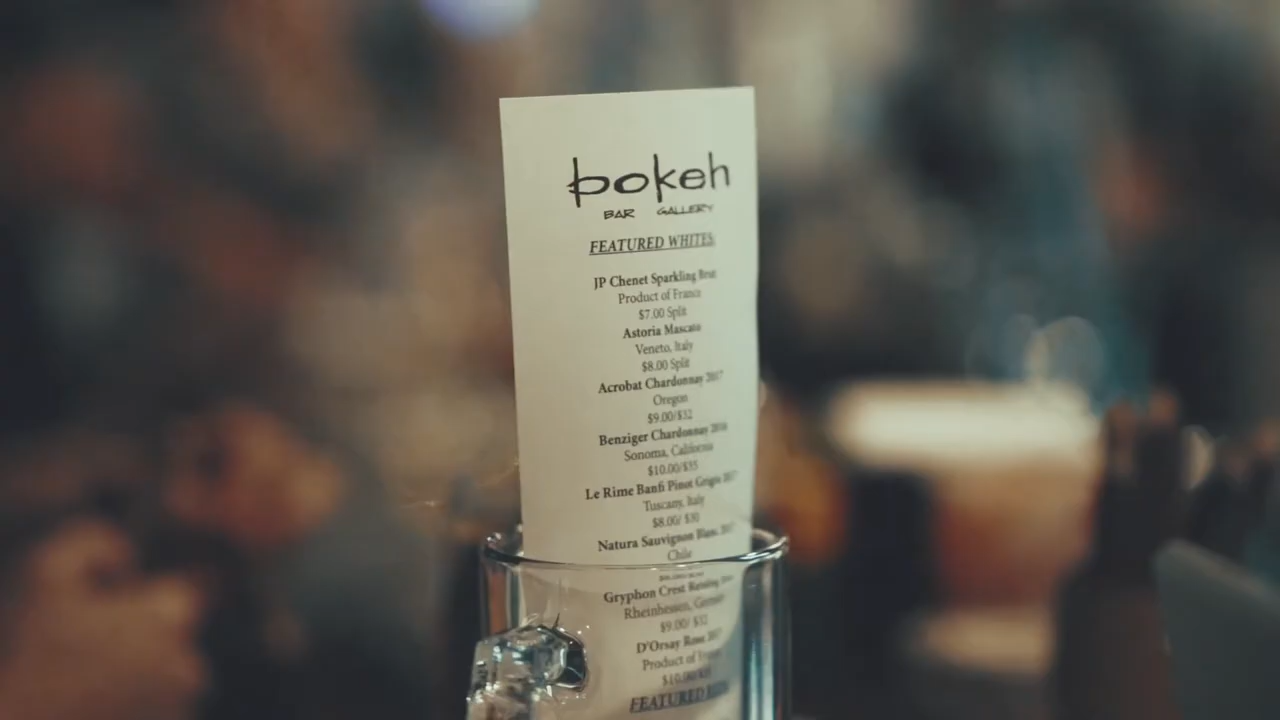 bokeh
BAR GALLERY
FEATURED WHITES
JP Chenet Sparkling Brut
Product of France
$7.00 Split
Astoria Mascato
Veneto, Italy
$8.00 Split
Acrobat Chardonnay 2017
Oregon
$9.00/$32
Benziger Chardonnay 2016
Sonoma, California
$10.00/$35
Le Rime Banfi Pinot Grigio 2017
Tuscany, Italy
$8.00/ $30
Natura Sauvignon Blanc 2017
Chile
Gryphon Crest Riesling
Rheinhessen,
$9.00/ $32
D'Orsay Rose 2017
Product of
FEATURED